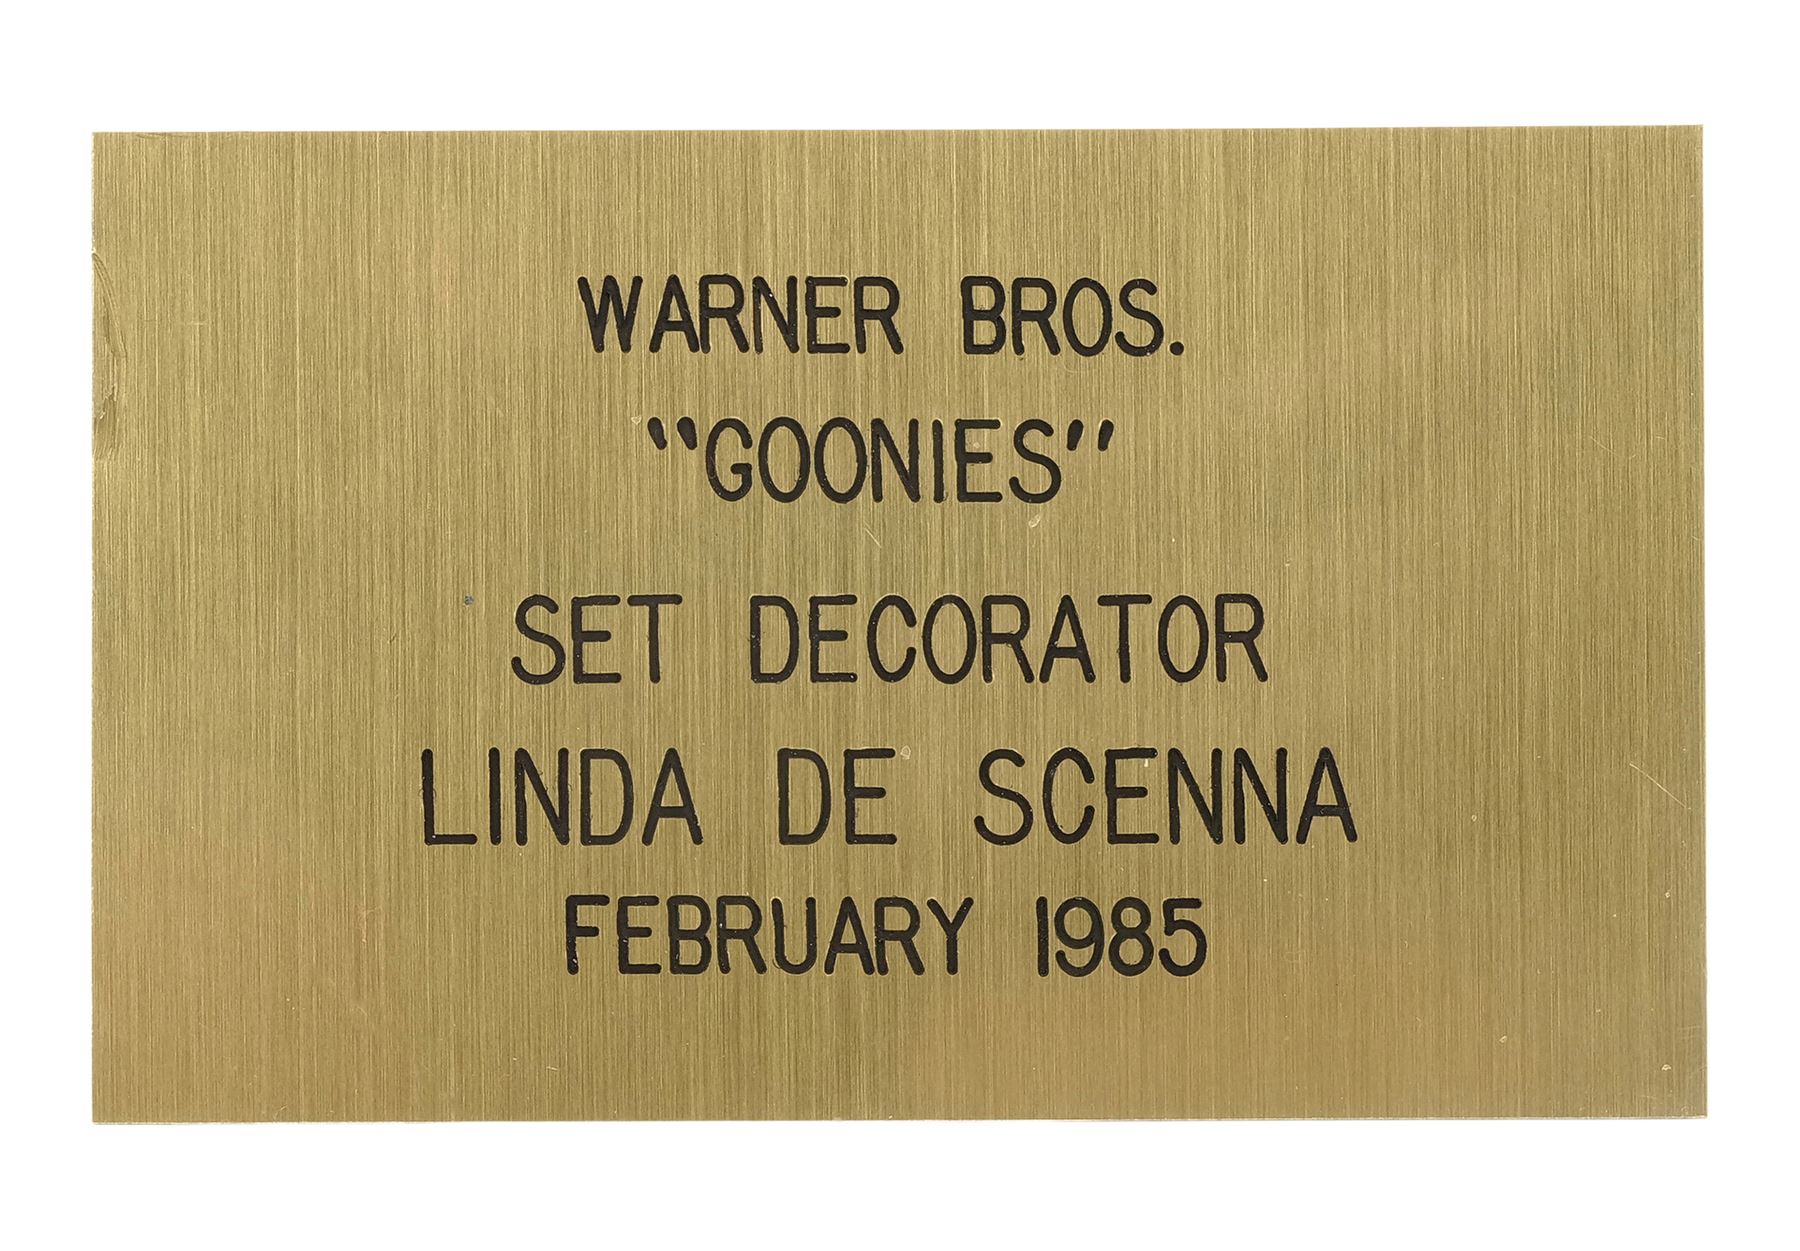 WARNER BROS.
"GOONIES"
SET DECORATOR
LINDA DE SCENNA
FEBRUARY 1985